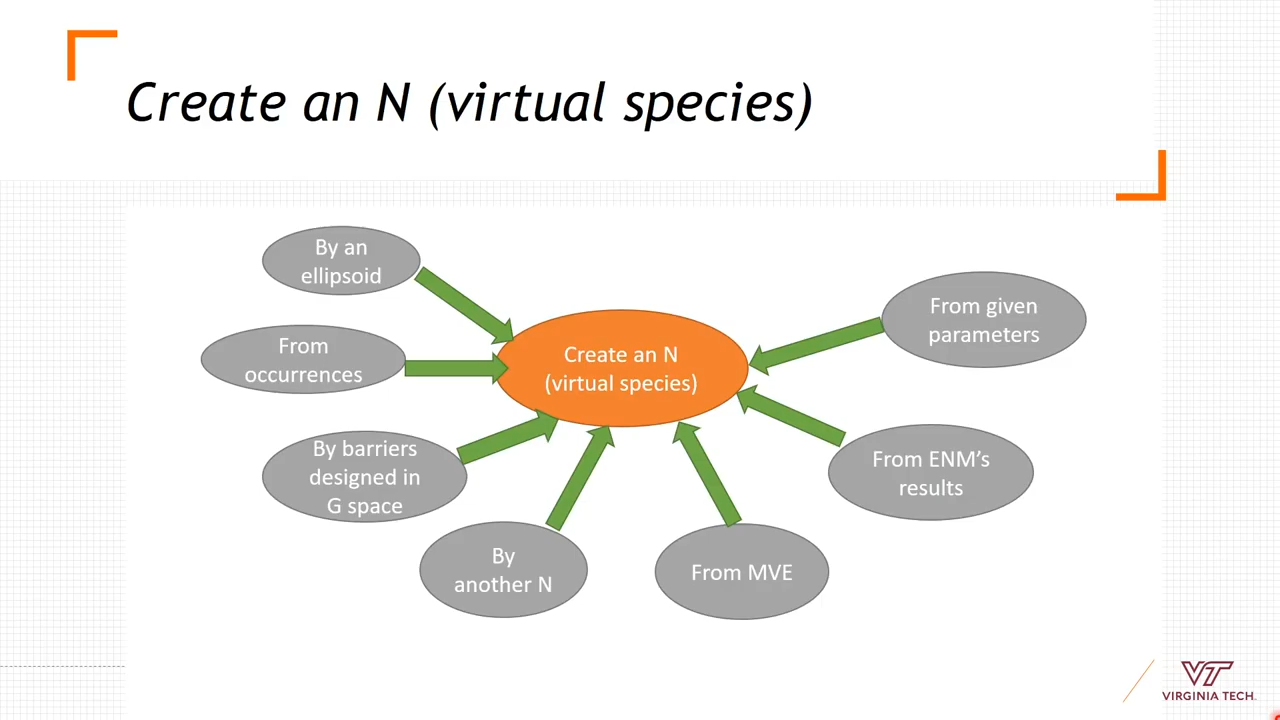 Create an N (virtual species)
By an
ellipsoid
From
occurrences
By barriers
designed in
G space
By
another N
From MVE
From ENM's
results
From given
parameters
Create an N
(virtual species)
VT
VIRGINIA TECH